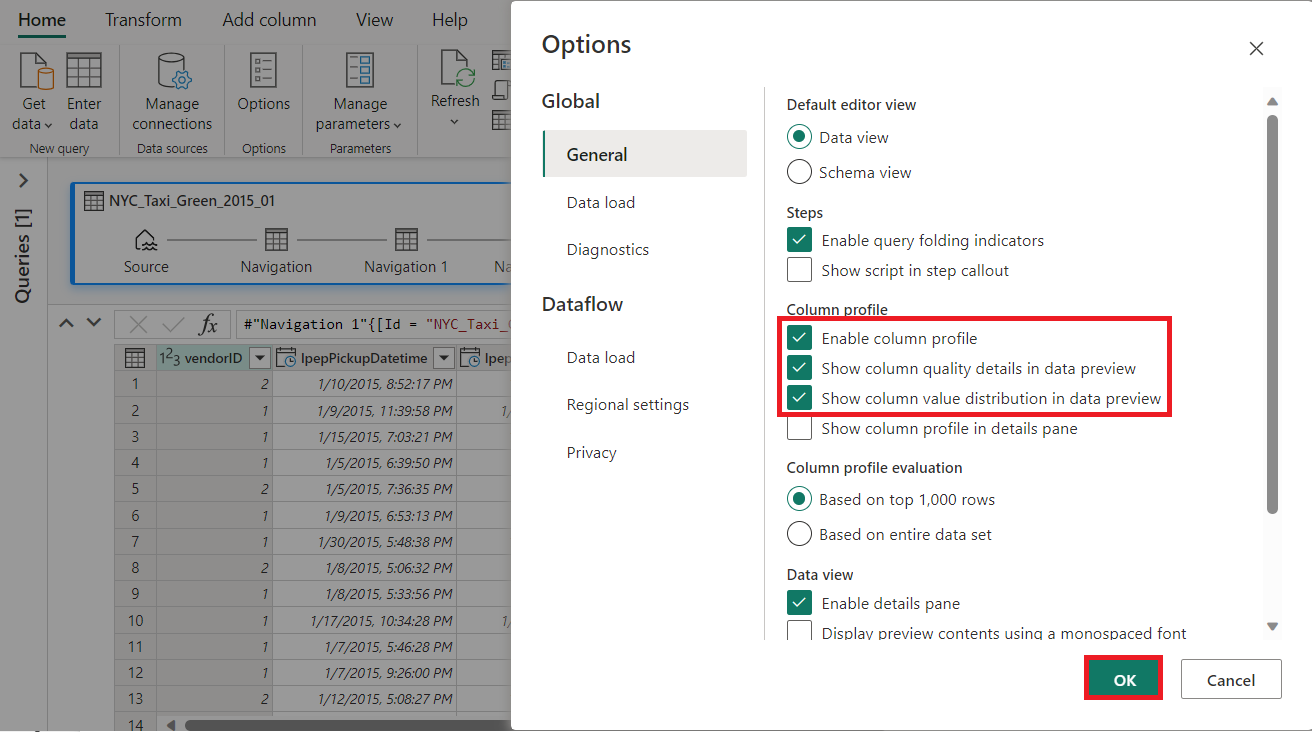 Home Transform Add column View Help
Get data
Enter data
Manage connections
Options
Manage parameters
Refresh
New query
Data sources
Options
Parameters
Queries [1]
NYC_Taxi_Green_2015_01
Source Navigation Navigation 1 Na
fx #"Navigation 1"{[Id = "NYC_Taxi_
123 vendorID lpepPickupDatetime lpep
1 2 1/10/2015, 8:52:17 PM
2 1 1/9/2015, 11:39:58 PM 1/
3 1 1/15/2015, 7:03:21 PM
4 1 1/5/2015, 6:39:50 PM
5 2 1/5/2015, 7:36:35 PM
6 1 1/9/2015, 6:53:13 PM
7 1 1/30/2015, 5:48:38 PM
8 2 1/8/2015, 5:06:32 PM
9 1 1/8/2015, 5:33:56 PM
10 1 1/17/2015, 10:34:28 PM 1/
11 1 1/7/2015, 5:46:28 PM
12 1 1/7/2015, 9:26:00 PM
13 2 1/12/2015, 5:08:27 PM
14
Options
Global
General
Data load
Diagnostics
Dataflow
Data load
Regional settings
Privacy
Default editor view
Data view
Schema view
Steps
Enable query folding indicators
Show script in step callout
Column profile
Enable column profile
Show column quality details in data preview
Show column value distribution in data preview
Show column profile in details pane
Column profile evaluation
Based on top 1,000 rows
Based on entire data set
Data view
Enable details pane
Display preview contents using a monospaced font
OK Cancel